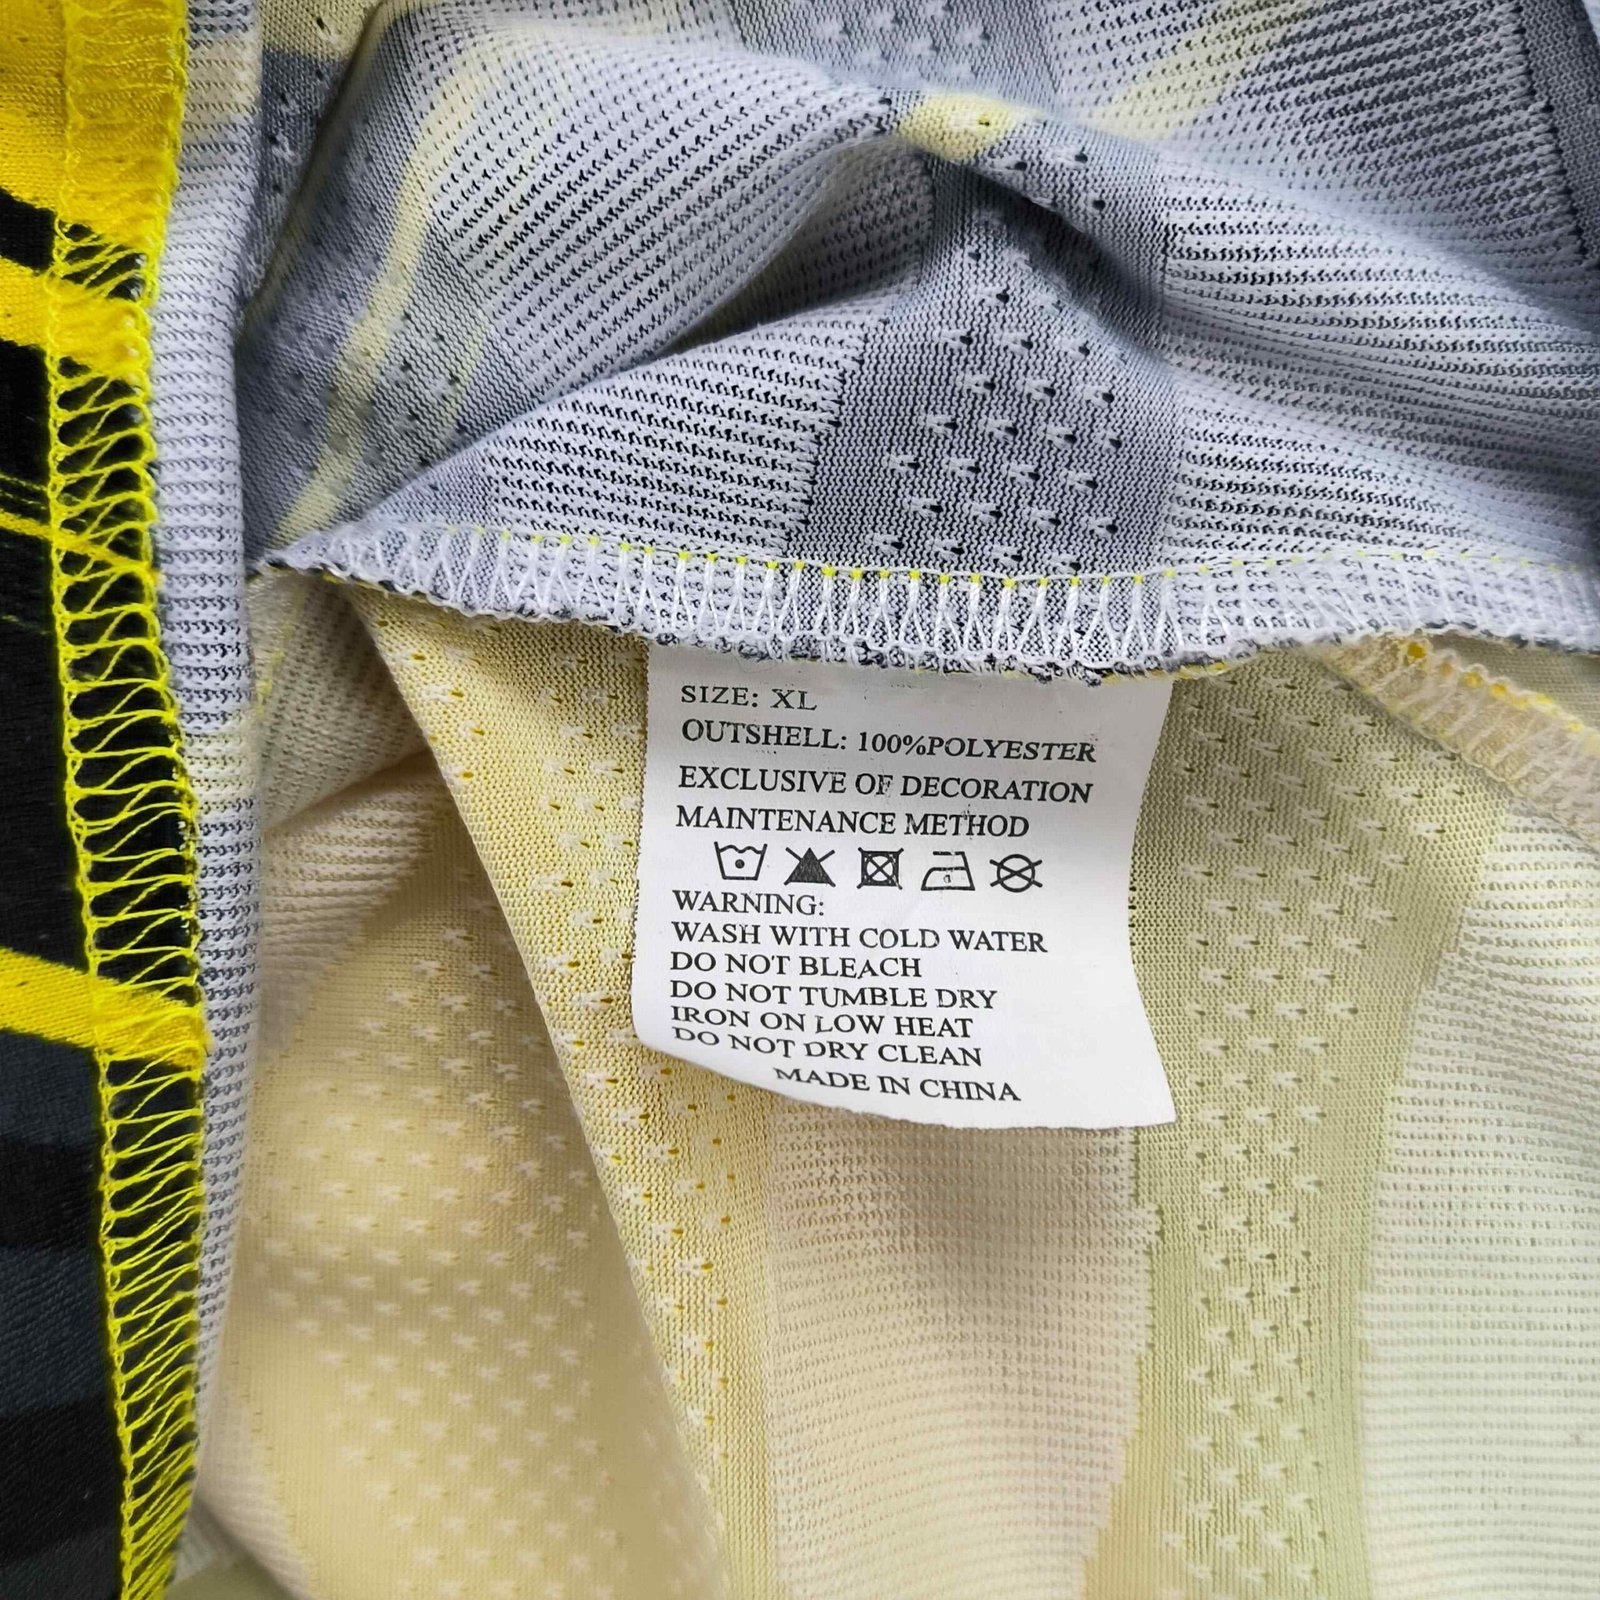 SIZE: XL
OUTSHELL: 100%POLYESTER
EXCLUSIVE OF DECORATION
MAINTENANCE METHOD
WARNING:
WASH WITH COLD WATER
DO NOT BLEACH
DO NOT TUMBLE DRY
IRON ON LOW HEAT
DO NOT DRY CLEAN
MADE IN CHINA